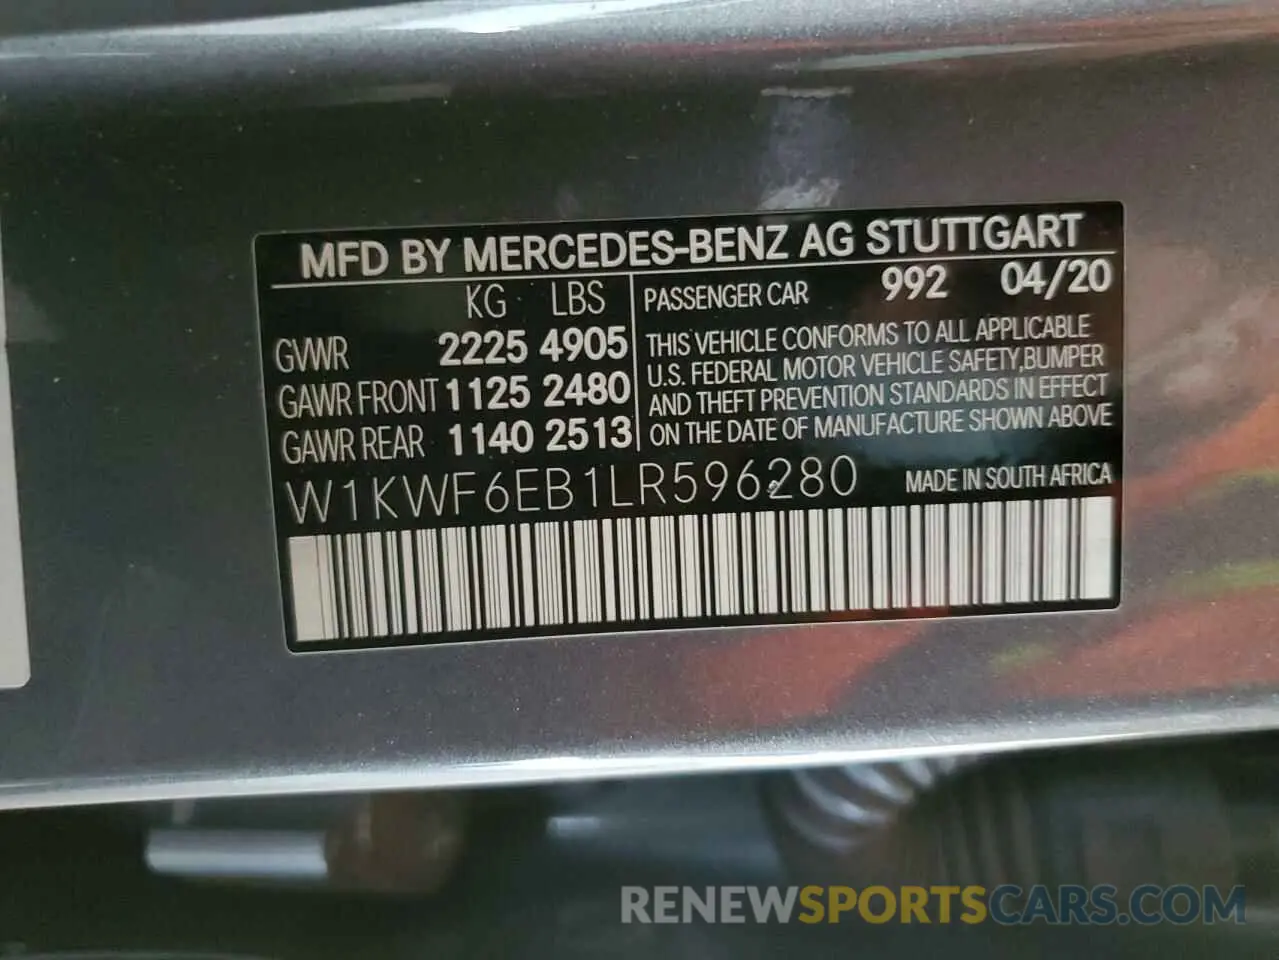 MFD BY MERCEDES-BENZ AG STUTTGART
KG LBS
PASSENGER CAR 992 04/20
GVWR 2225 4905
GAWR FRONT 1125 2480
GAWR REAR 1140 2513
THIS VEHICLE CONFORMS TO ALL APPLICABLE
U.S. FEDERAL MOTOR VEHICLE SAFETY,BUMPER
AND THEFT PREVENTION STANDARDS IN EFFECT
ON THE DATE OF MANUFACTURE SHOWN ABOVE
W1KWF6EB1LR596280 MADE IN SOUTH AFRICA
RENEWSPORTSCARS.COM